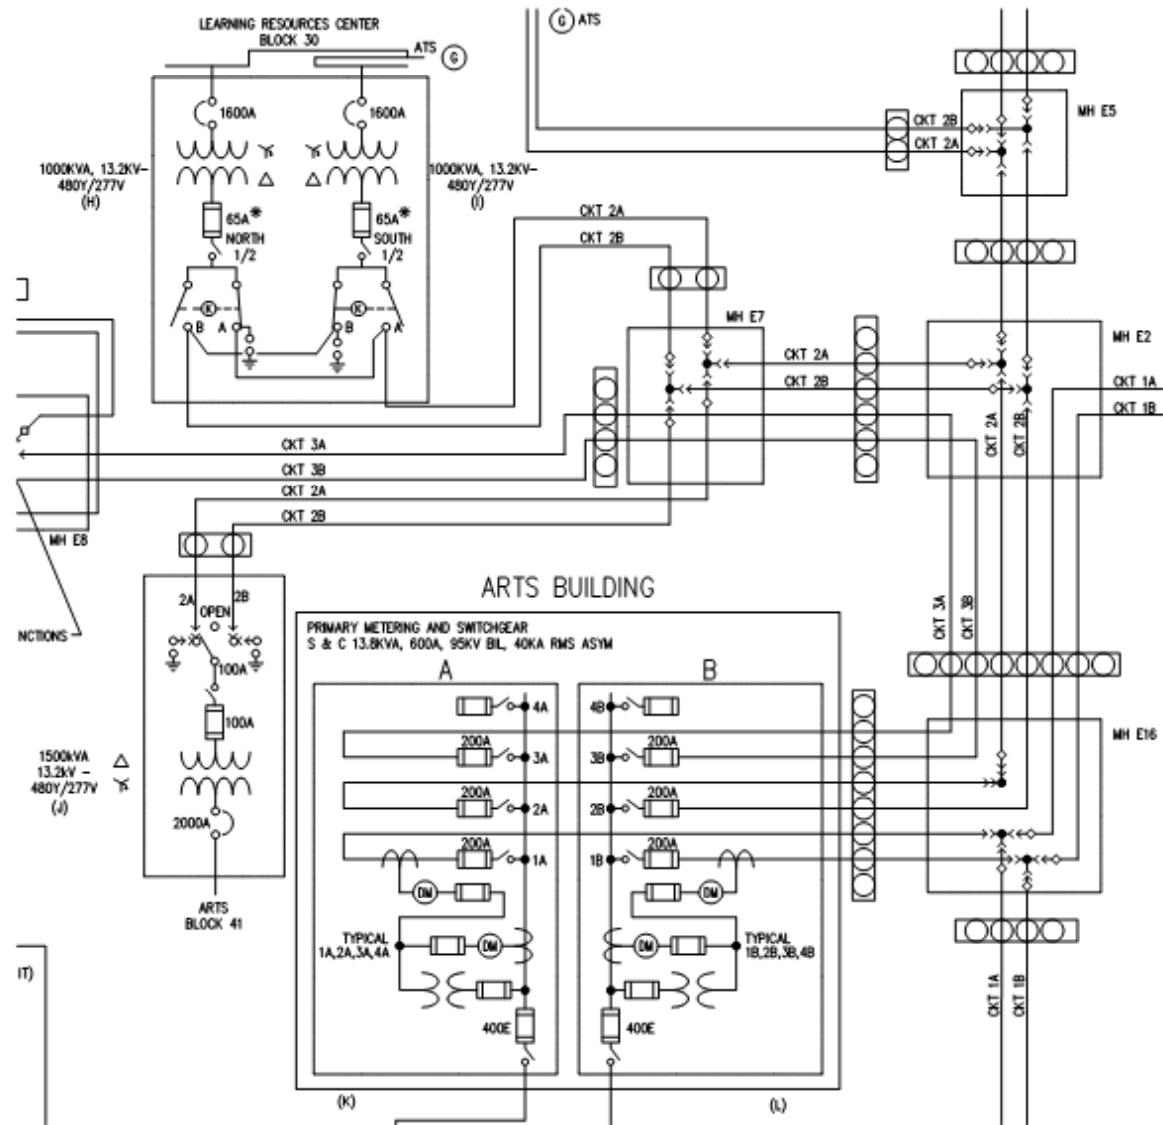 LEARNING RESOURCES CENTER
BLOCK 30
ATS
G
G ATS
1600A
1600A
1000KVA, 13.2KV-
480Y/277V
(H)
1000KVA, 13.2KV-
480Y/277V
(I)
65A*
NORTH
1/2
65A*
SOUTH
1/2
K
K
B
A
B
A
CKT 2B
CKT 2A
MH E5
CKT 2A
CKT 2B
MH E7
CKT 2A
CKT 2B
MH E2
CKT 1A
CKT 1B
CKT 2A
CKT 2B
CKT 3A
CKT 3B
CKT 2A
CKT 2B
MH E8
NCTIONS
2A
2B
OPEN
100A
100A
1500kVA
13.2kV -
480Y/277V
(J)
2000A
ARTS
BLOCK 41
IT)
ARTS BUILDING
PRIMARY METERING AND SWITCHGEAR
S & C 13.8KVA, 600A, 95KV BIL, 40KA RMS ASYM
A
B
4A
4B
200A
3A
3B
200A
200A
2A
2B
200A
200A
1A
1B
200A
DM
DM
TYPICAL
1A,2A,3A,4A
DM
DM
TYPICAL
1B,2B,3B,4B
400E
400E
(K)
(L)
CKT 3A
CKT 3B
MH E16
CKT 1A
CKT 1B